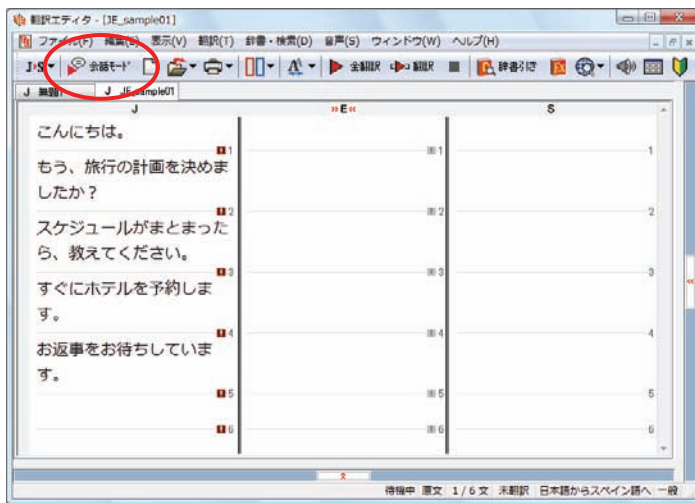 翻訳エディタ - [JE_sample01]
ファイル(F) 編集(E) 表示(V) 翻訳(T) 辞書・検索(D) 音声(S) ウィンドウ(W) ヘルプ(H)
J▸S 会話モード 全翻訳 翻訳 辞書引き
J 無題1 J JE_sample01
J »E« S
こんにちは。
1 1 1
もう、旅行の計画を決めま
したか？
2 2 2
スケジュールがまとまった
ら、教えてください。
3 3 3
すぐにホテルを予約しま
す。
4 4 4
お返事をお待ちしていま
す。
5 5 5
6 6 6
待機中 原文 1/6文 未翻訳 日本語からスペイン語へ 一般